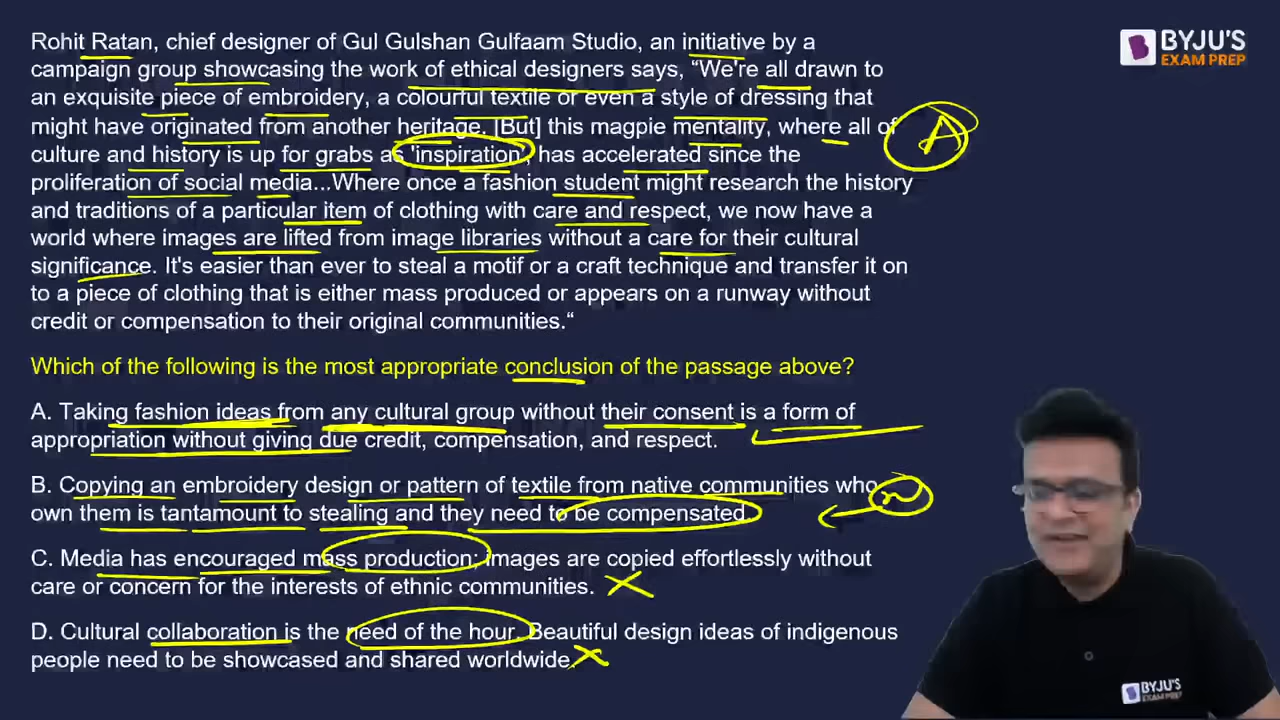 Rohit Ratan, chief designer of Gul Gulshan Gulfaam Studio, an initiative by a
campaign group showcasing the work of ethical designers says, “We're all drawn to
an exquisite piece of embroidery, a colourful textile or even a style of dressing that
might have originated from another heritage. [But] this magpie mentality, where all of
culture and history is up for grabs as 'inspiration', has accelerated since the
proliferation of social media...Where once a fashion student might research the history
and traditions of a particular item of clothing with care and respect, we now have a
world where images are lifted from image libraries without a care for their cultural
significance. It's easier than ever to steal a motif or a craft technique and transfer it on
to a piece of clothing that is either mass produced or appears on a runway without
credit or compensation to their original communities.“
Which of the following is the most appropriate conclusion of the passage above?
A. Taking fashion ideas from any cultural group without their consent is a form of
appropriation without giving due credit, compensation, and respect.
B. Copying an embroidery design or pattern of textile from native communities who
own them is tantamount to stealing and they need to be compensated.
C. Media has encouraged mass production; images are copied effortlessly without
care or concern for the interests of ethnic communities.
D. Cultural collaboration is the need of the hour. Beautiful design ideas of indigenous
people need to be showcased and shared worldwide.
A
BYJU'S
EXAM PREP
BYJU'S
EXAM PREP